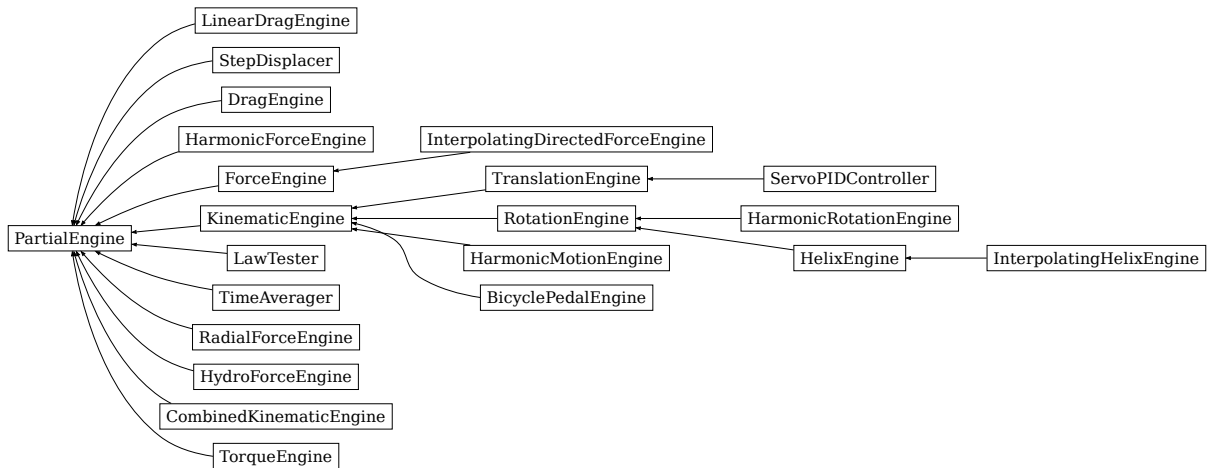 LinearDragEngine
StepDisplacer
DragEngine
HarmonicForceEngine
InterpolatingDirectedForceEngine
ForceEngine
TranslationEngine
ServoPIDController
KinematicEngine
RotationEngine
HarmonicRotationEngine
PartialEngine
LawTester
HarmonicMotionEngine
HelixEngine
InterpolatingHelixEngine
TimeAverager
BicyclePedalEngine
RadialForceEngine
HydroForceEngine
CombinedKinematicEngine
TorqueEngine